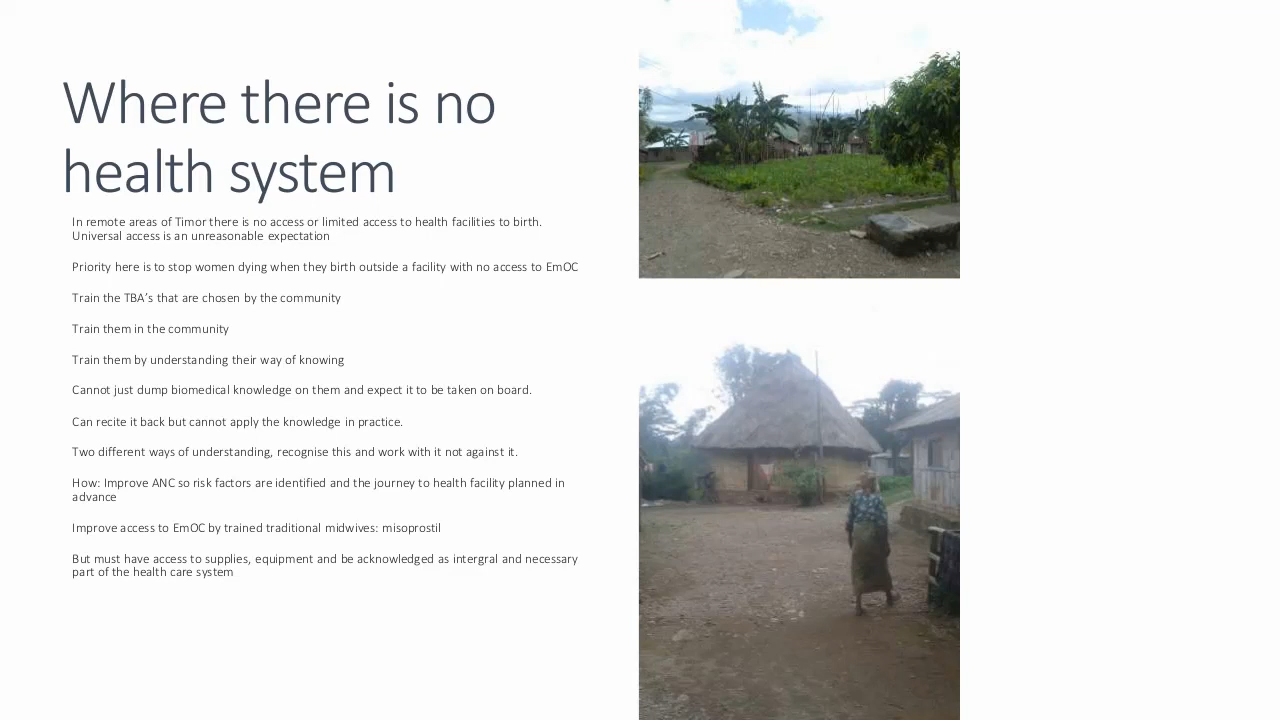 Where there is no
health system
In remote areas of Timor there is no access or limited access to health facilities to birth.
Universal access is an unreasonable expectation
Priority here is to stop women dying when they birth outside a facility with no access to EmOC
Train the TBA’s that are chosen by the community
Train them in the community
Train them by understanding their way of knowing
Cannot just dump biomedical knowledge on them and expect it to be taken on board.
Can recite it back but cannot apply the knowledge in practice.
Two different ways of understanding, recognise this and work with it not against it.
How: Improve ANC so risk factors are identified and the journey to health facility planned in
advance
Improve access to EmOC by trained traditional midwives: misoprostil
But must have access to supplies, equipment and be acknowledged as intergral and necessary
part of the health care system